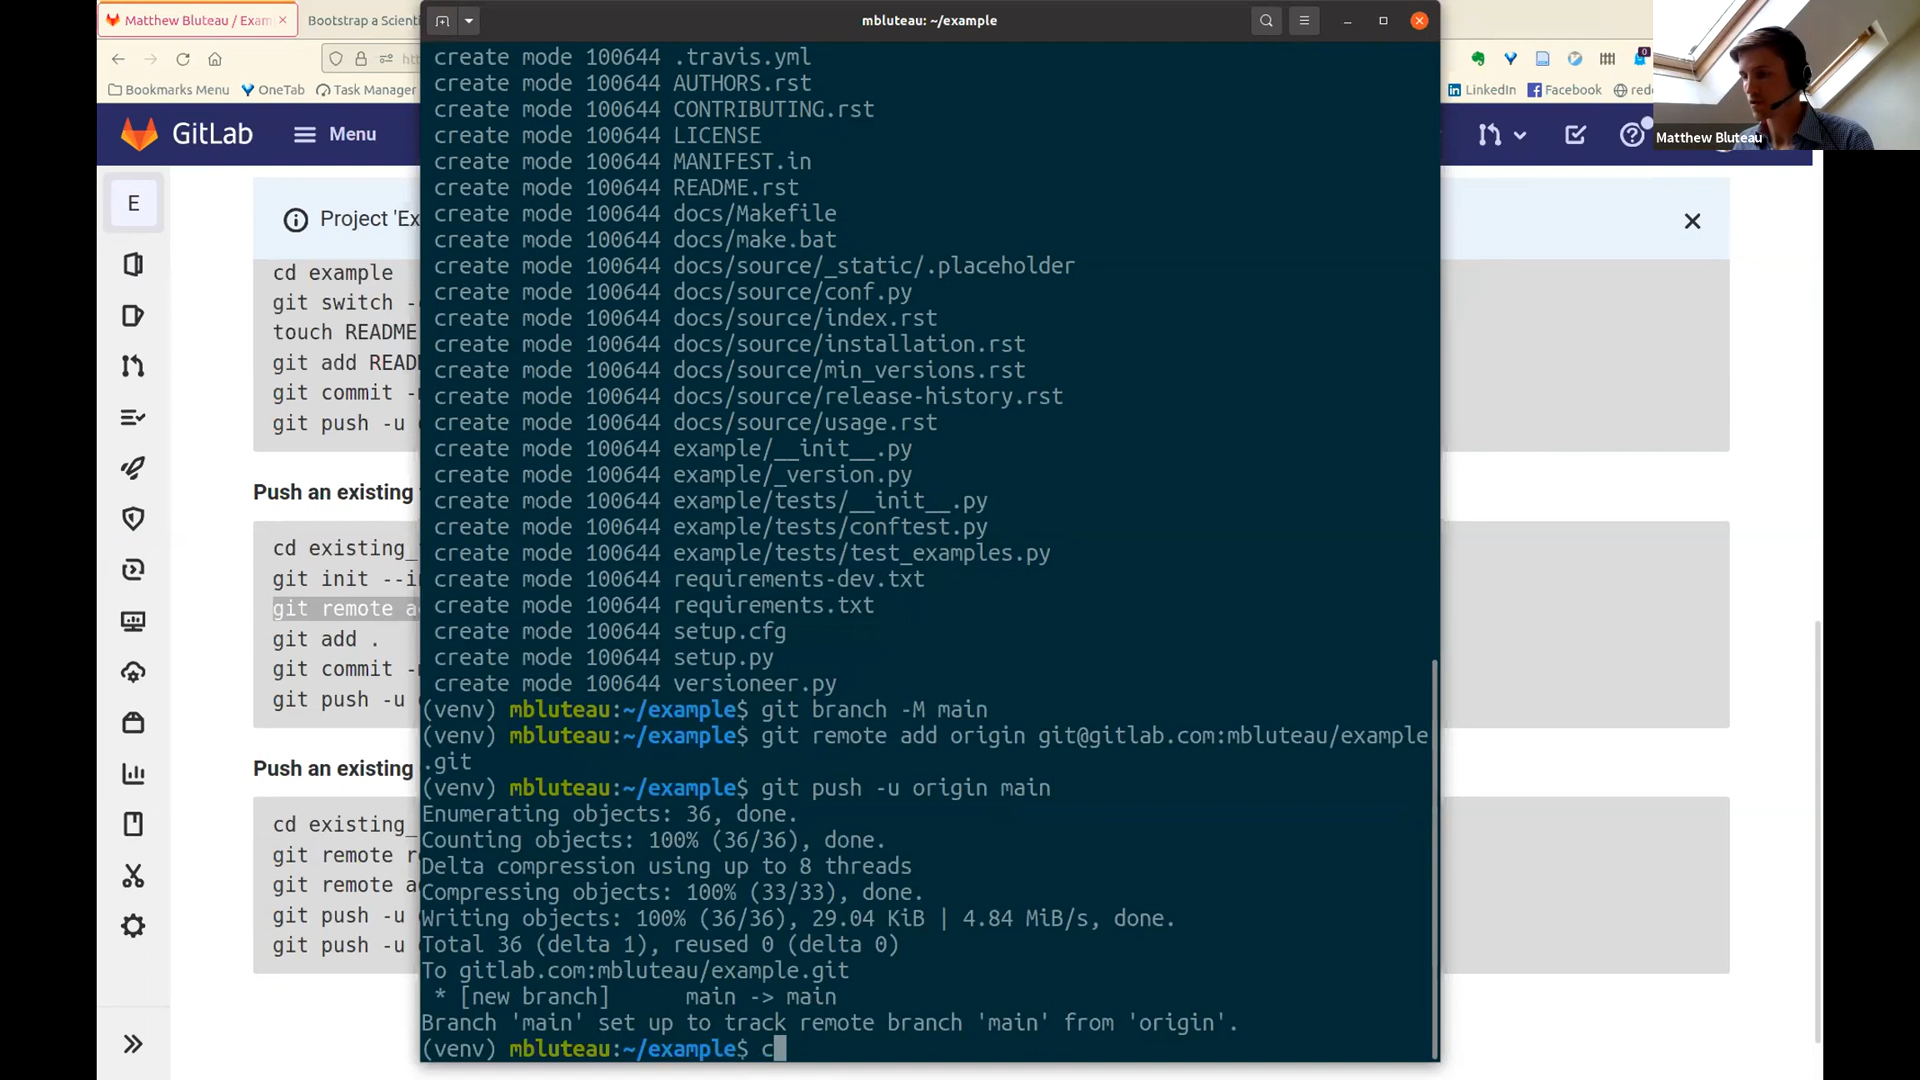 Matthew Bluteau / Exam
Bootstrap a Scienti
mbluteau: ~/example
Bookmarks Menu
OneTab
Task Manager
LinkedIn
Facebook
Matthew Bluteau
GitLab
Menu
E
Project 'Ex
cd example
git switch -
touch README
git add READ
git commit -
git push -u
Push an existing
cd existing_
git init --i
git remote a
git add .
git commit -
git push -u
Push an existing
cd existing_
git remote r
git remote a
git push -u
git push -u
create mode 100644 .travis.yml
create mode 100644 AUTHORS.rst
create mode 100644 CONTRIBUTING.rst
create mode 100644 LICENSE
create mode 100644 MANIFEST.in
create mode 100644 README.rst
create mode 100644 docs/Makefile
create mode 100644 docs/make.bat
create mode 100644 docs/source/_static/.placeholder
create mode 100644 docs/source/conf.py
create mode 100644 docs/source/index.rst
create mode 100644 docs/source/installation.rst
create mode 100644 docs/source/min_versions.rst
create mode 100644 docs/source/release-history.rst
create mode 100644 docs/source/usage.rst
create mode 100644 example/__init__.py
create mode 100644 example/_version.py
create mode 100644 example/tests/__init__.py
create mode 100644 example/tests/conftest.py
create mode 100644 example/tests/test_examples.py
create mode 100644 requirements-dev.txt
create mode 100644 requirements.txt
create mode 100644 setup.cfg
create mode 100644 setup.py
create mode 100644 versioneer.py
(venv) mbluteau:~/example$ git branch -M main
(venv) mbluteau:~/example$ git remote add origin git@gitlab.com:mbluteau/example
.git
(venv) mbluteau:~/example$ git push -u origin main
Enumerating objects: 36, done.
Counting objects: 100% (36/36), done.
Delta compression using up to 8 threads
Compressing objects: 100% (33/33), done.
Writing objects: 100% (36/36), 29.04 KiB | 4.84 MiB/s, done.
Total 36 (delta 1), reused 0 (delta 0)
To gitlab.com:mbluteau/example.git
* [new branch] main -> main
Branch 'main' set up to track remote branch 'main' from 'origin'.
(venv) mbluteau:~/example$ c